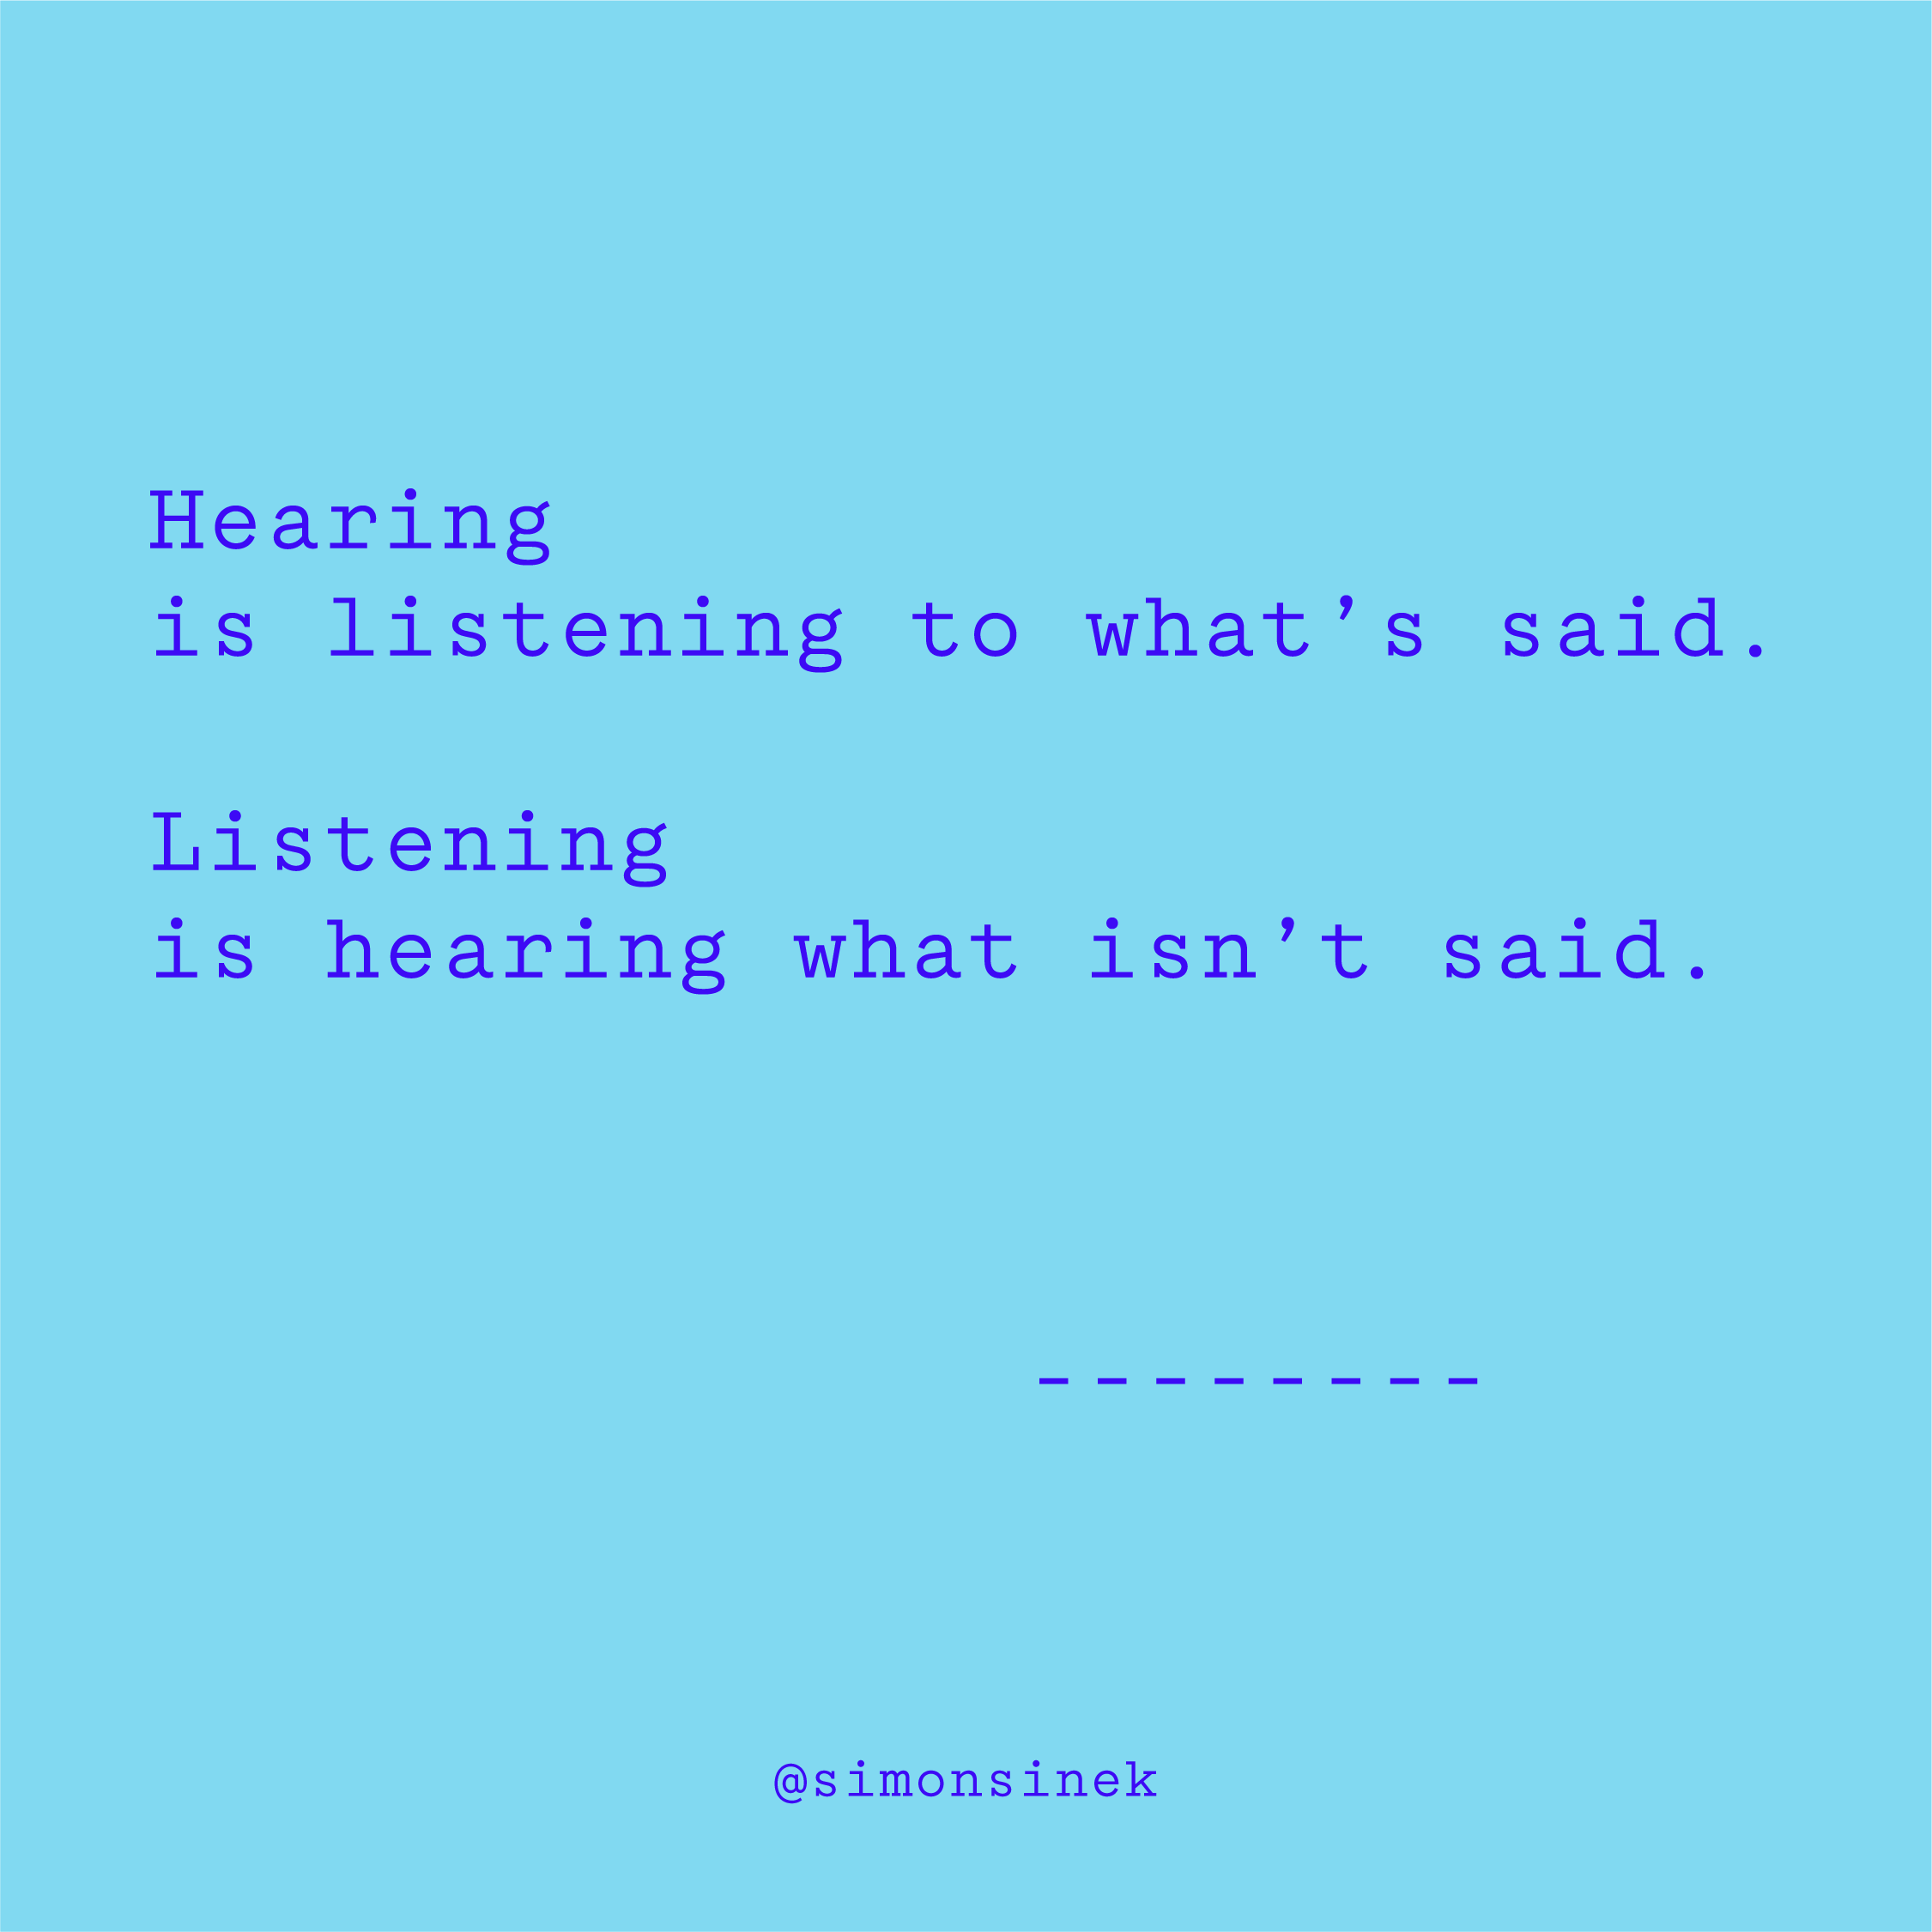 Hearing
is listening to what’s said.
Listening
is hearing what isn’t said.
--------
@simonsinek